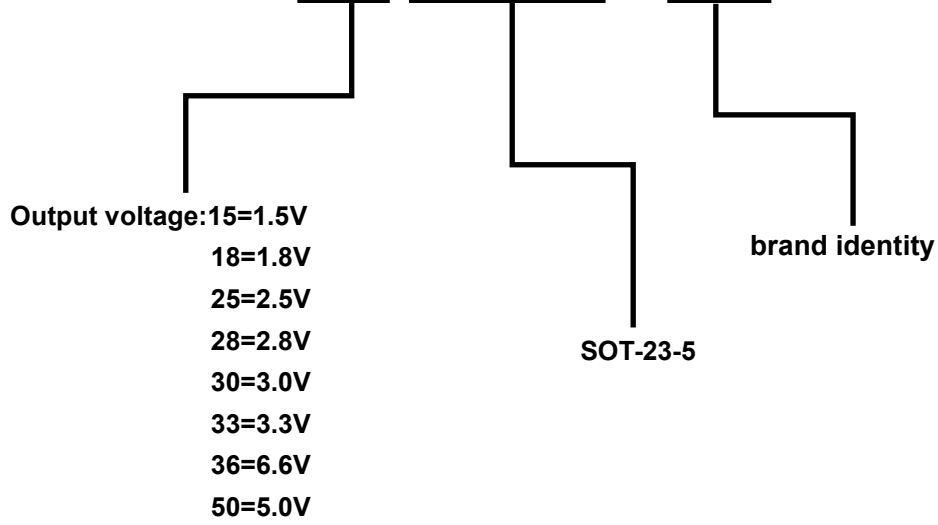 Output voltage:15=1.5V
18=1.8V
25=2.5V
28=2.8V
30=3.0V
33=3.3V
36=6.6V
50=5.0V
SOT-23-5
brand identity